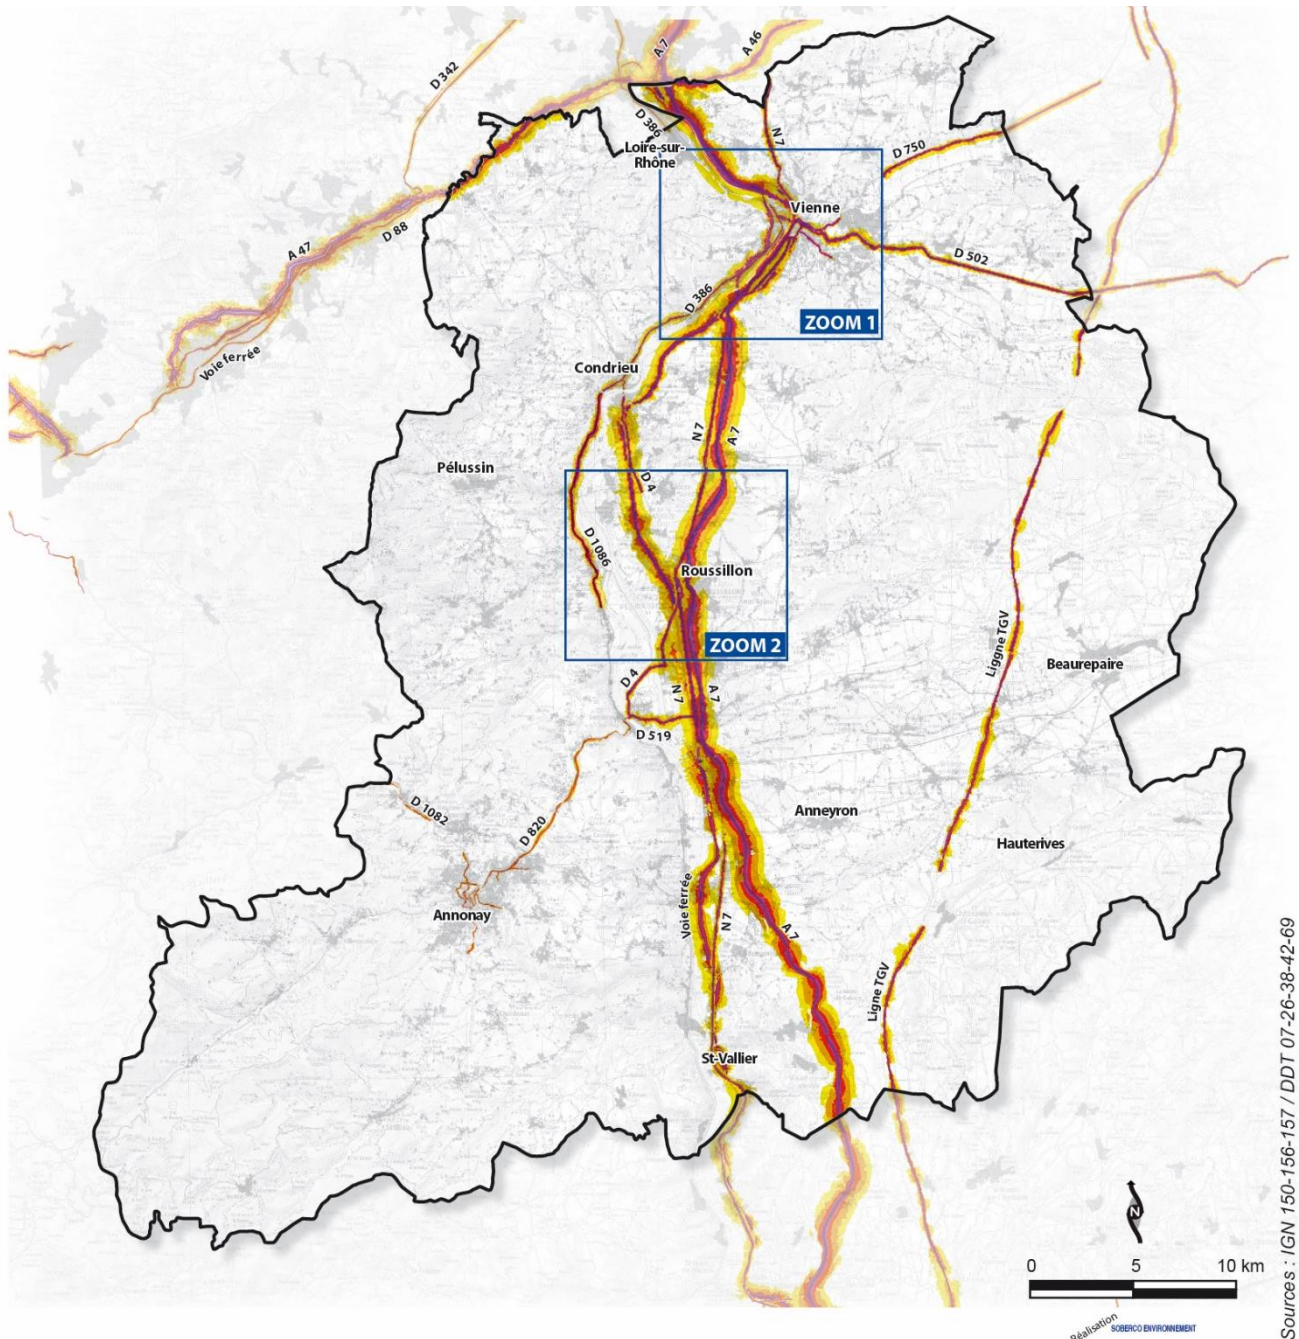 A 7
A 46
D 342
D 386
N 7
Loire-sur-
Rhône
D 750
Vienne
D 88
A 47
D 502
D 386
ZOOM 1
Voie ferrée
Condrieu
N 7
A 7
Pélussin
D 4
D 1086
Roussillon
ZOOM 2
Liggne TGV
Beaurepaire
D 4
N 7
A 7
D 519
D 1082
D 820
Anneyron
Hauterives
Voie ferrée
Annonay
N 7
A 7
Ligne TGV
St-Vallier
N
0 5 10 km
Réalisation
SOBERCO ENVIRONNEMENT
Sources : IGN 150-156-157 / DDT 07-26-38-42-69